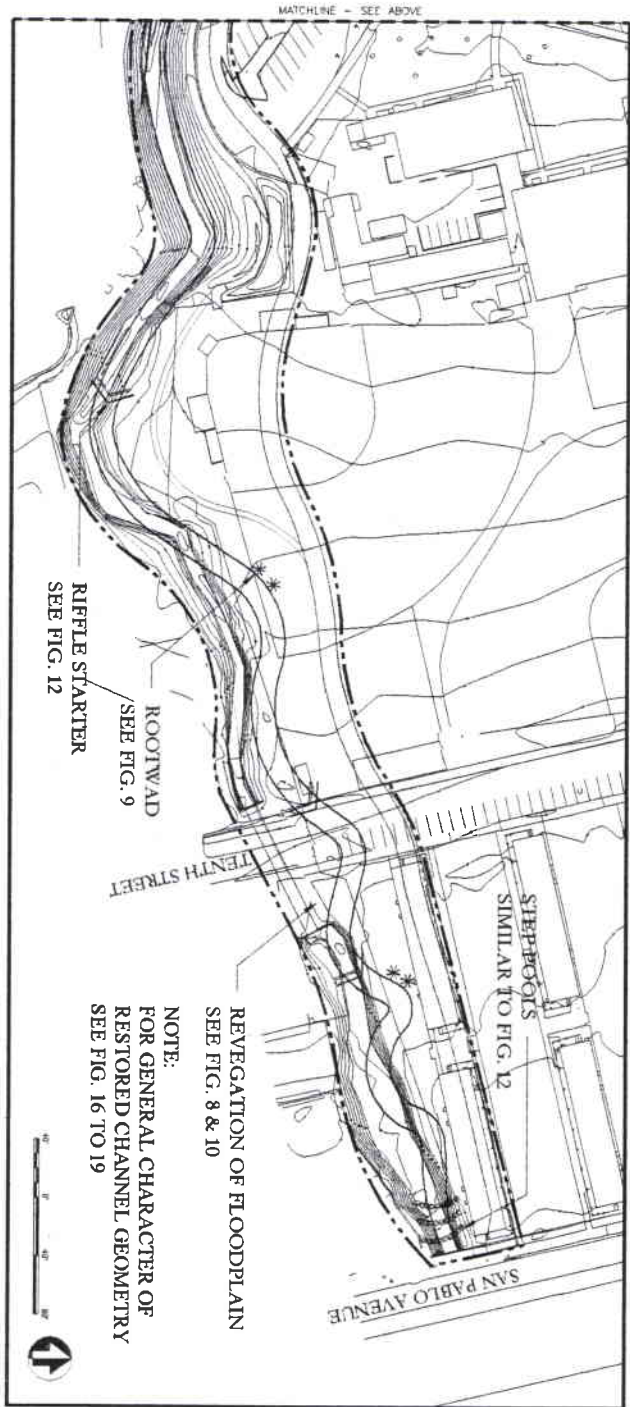 MATCHLINE - SEE ABOVE
RIFFLE STARTER
SEE FIG. 12
ROOTWAD
SEE FIG. 9
TENTH STREET
STEP POOLS
SIMILAR TO FIG. 12
REVEGATION OF FLOODPLAIN
SEE FIG. 8 & 10
NOTE:
FOR GENERAL CHARACTER OF
RESTORED CHANNEL GEOMETRY
SEE FIG. 16 TO 19
SAN PABLO AVENUE